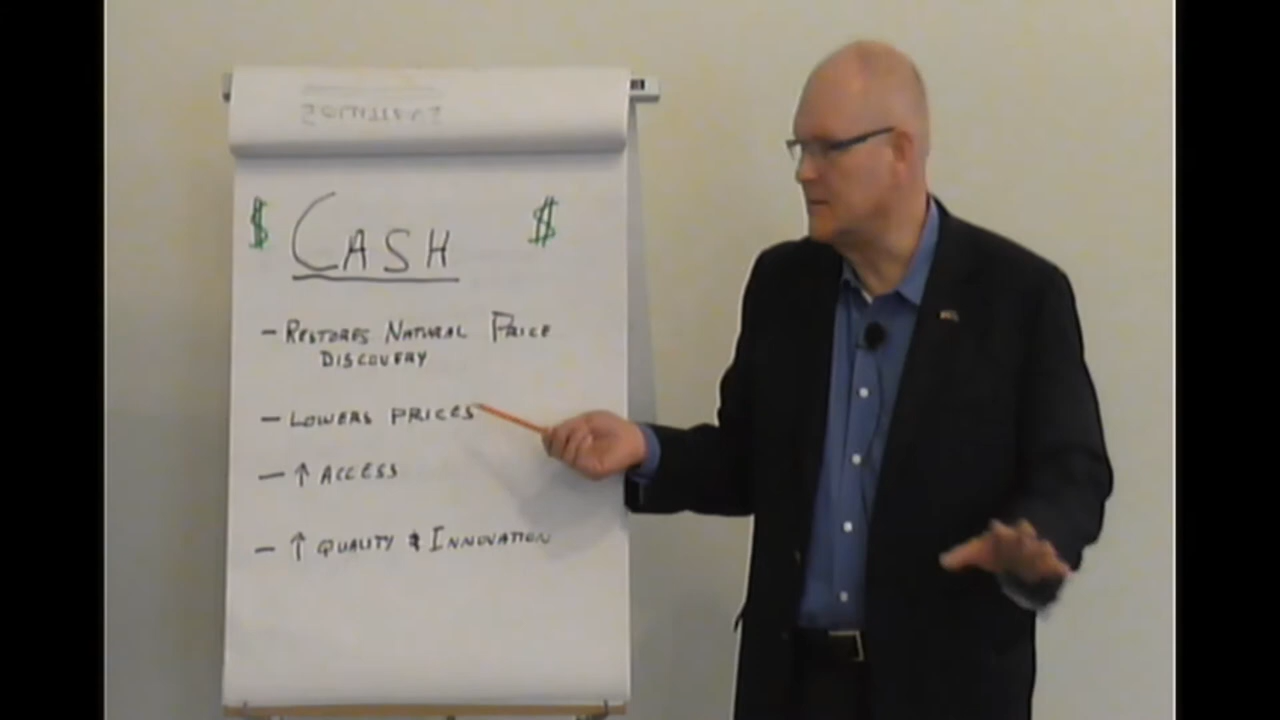 $ CASH $
- RESTORES NATURAL PRICE
DISCOVERY
- LOWERS PRICES
- ↑ ACCESS
- ↑ QUALITY & INNOVATION